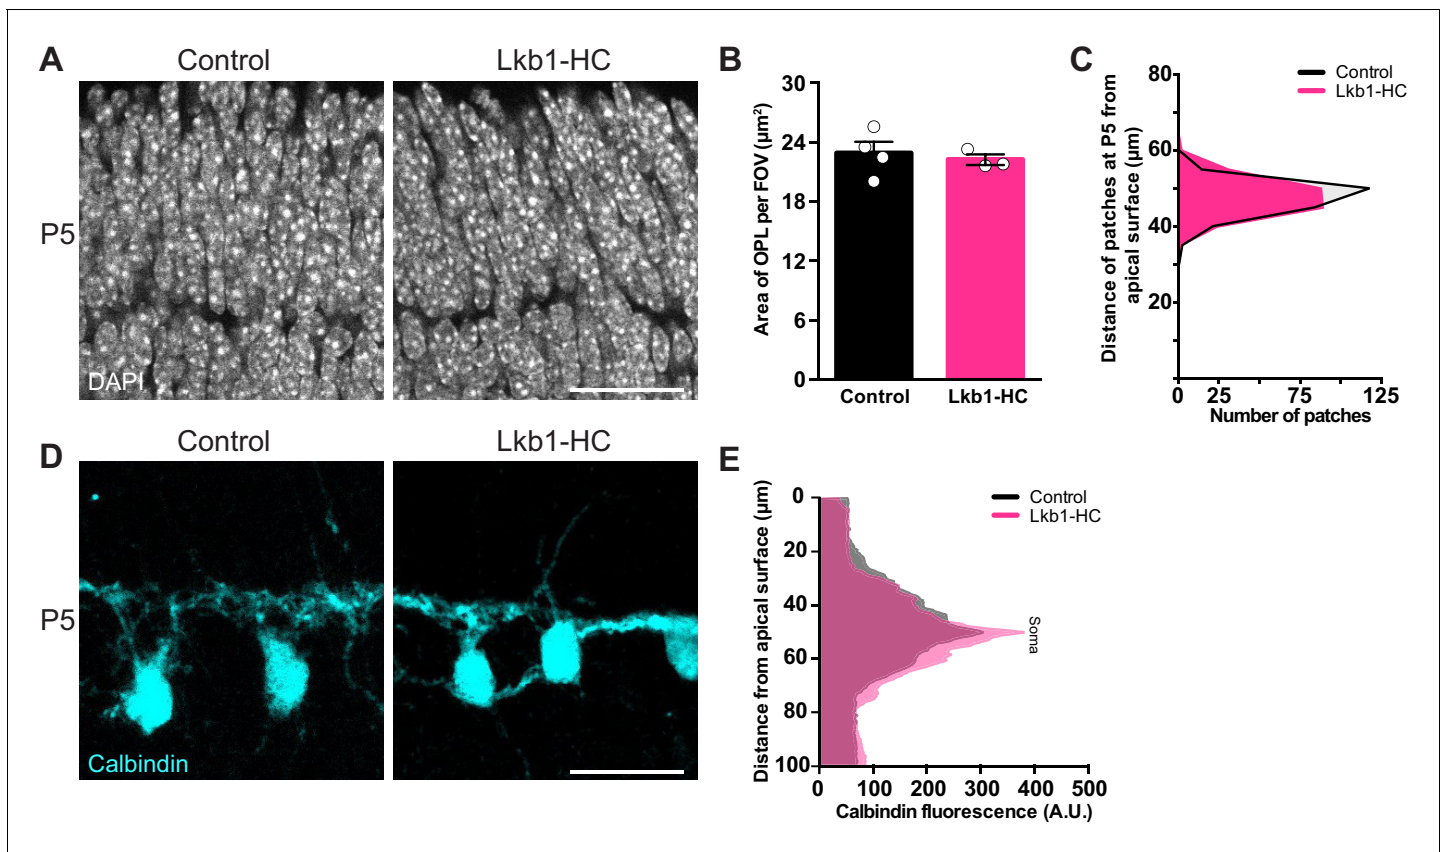 A
Control
Lkb1-HC
P5
DAPI
B
Area of OPL per FOV (µm²)
30
24
18
12
6
0
Control
Lkb1-HC
C
Control
Lkb1-HC
Distance of patches at P5 from
apical surface (µm)
80
60
40
20
0 25 75 125
Number of patches
D
Control
Lkb1-HC
P5
Calbindin
E
Control
Lkb1-HC
Distance from apical surface (µm)
0
20
40
60
80
100
Soma
0 100 200 300 400 500
Calbindin fluorescence (A.U.)